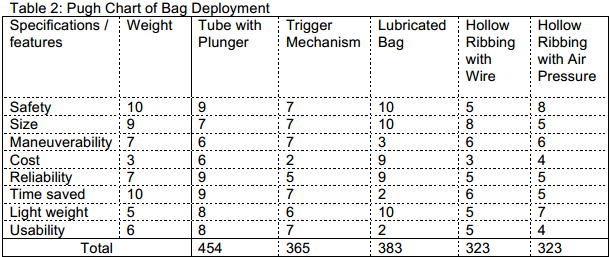 Table 2: Pugh Chart of Bag Deployment
Specifications / features Weight Tube with Plunger Trigger Mechanism Lubricated Bag Hollow Ribbing with Wire Hollow Ribbing with Air Pressure
Safety 10 9 7 10 5 8
Size 9 7 7 10 8 5
Maneuverability 7 6 7 3 6 6
Cost 3 6 2 9 3 4
Reliability 7 9 5 9 5 5
Time saved 10 9 7 2 6 5
Light weight 5 8 6 10 5 7
Usability 6 8 7 2 5 4
Total 454 365 383 323 323